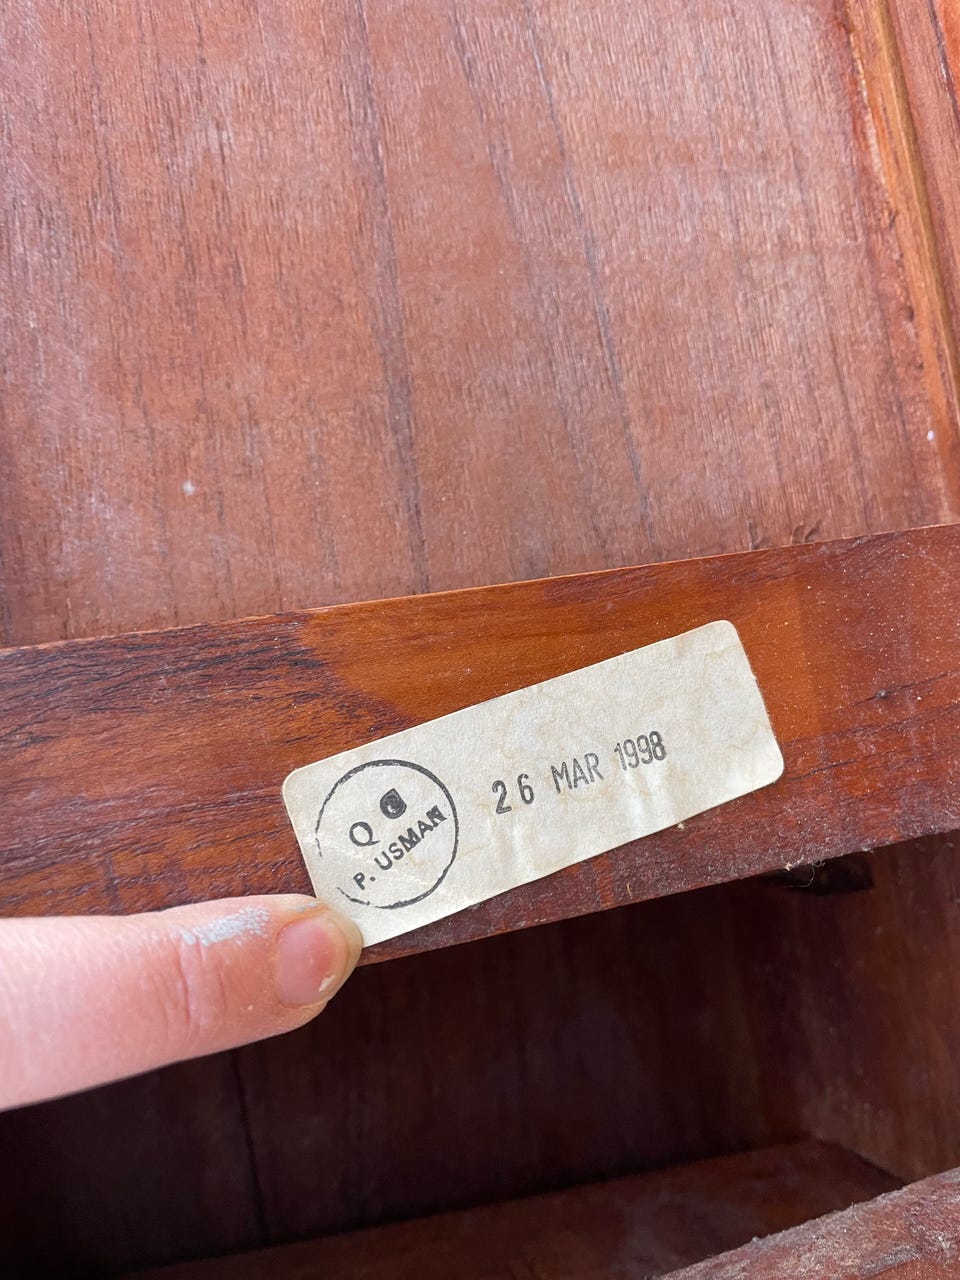 Q C
P. USMAN
26 MAR 1998